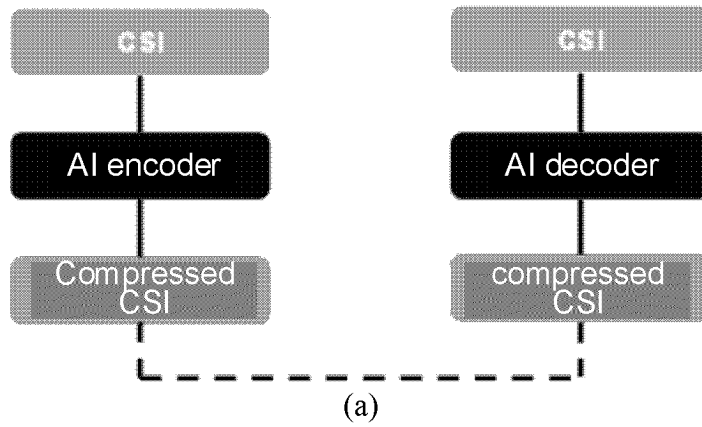 CSI
CSI
AI encoder
AI decoder
Compressed
CSI
compressed
CSI
(a)